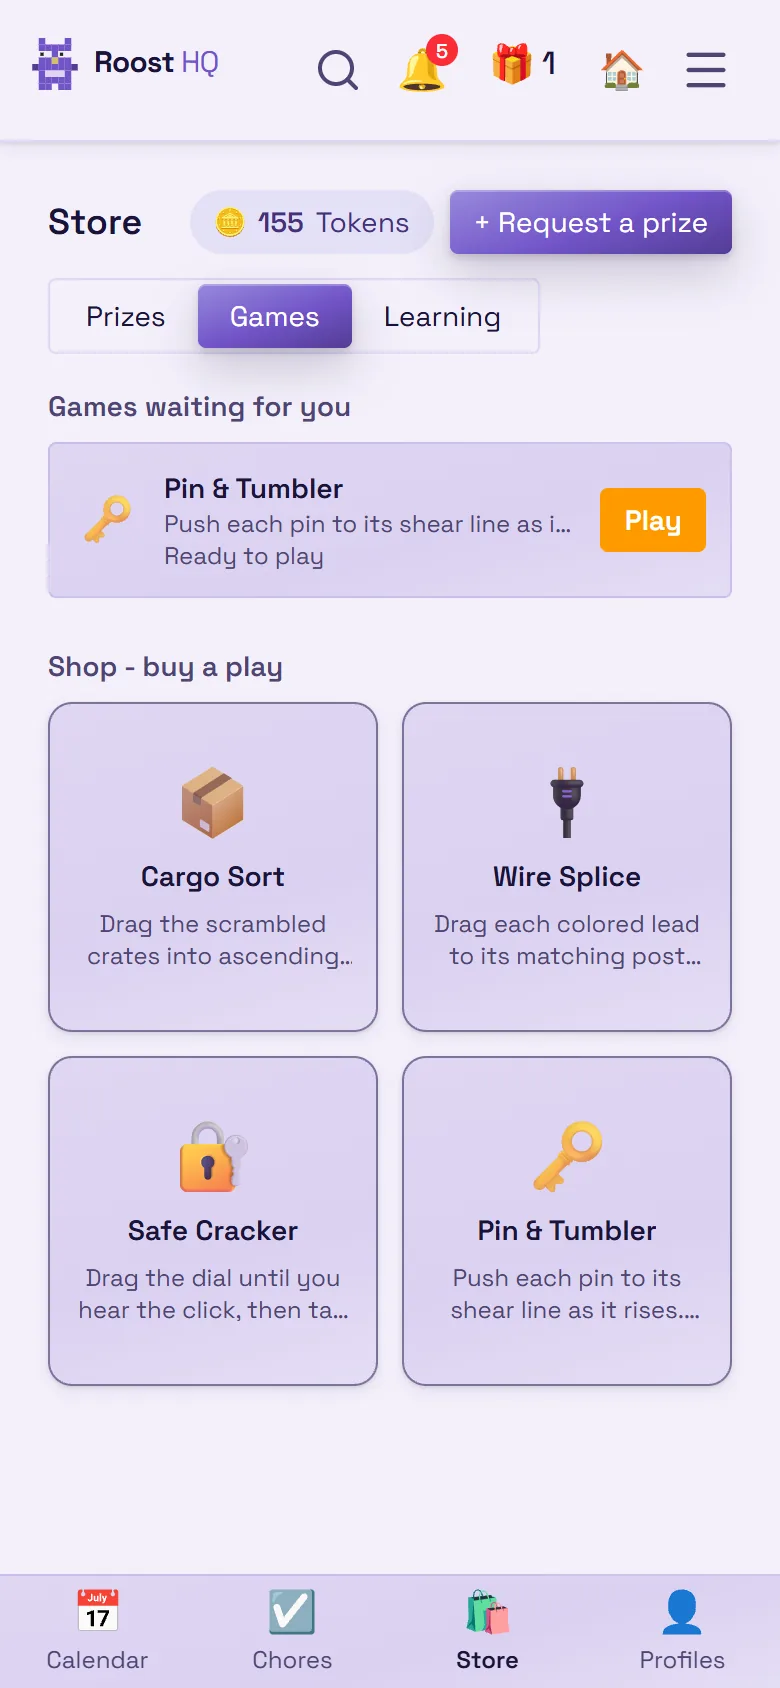 Roost HQ
5
1
Store
155 Tokens
+ Request a prize
Prizes
Games
Learning
Games waiting for you
Pin & Tumbler
Push each pin to its shear line as i...
Ready to play
Play
Shop - buy a play
Cargo Sort
Drag the scrambled
crates into ascending...
Wire Splice
Drag each colored lead
to its matching post...
Safe Cracker
Drag the dial until you
hear the click, then ta...
Pin & Tumbler
Push each pin to its
shear line as it rises....
July
17
Calendar
Chores
Store
Profiles